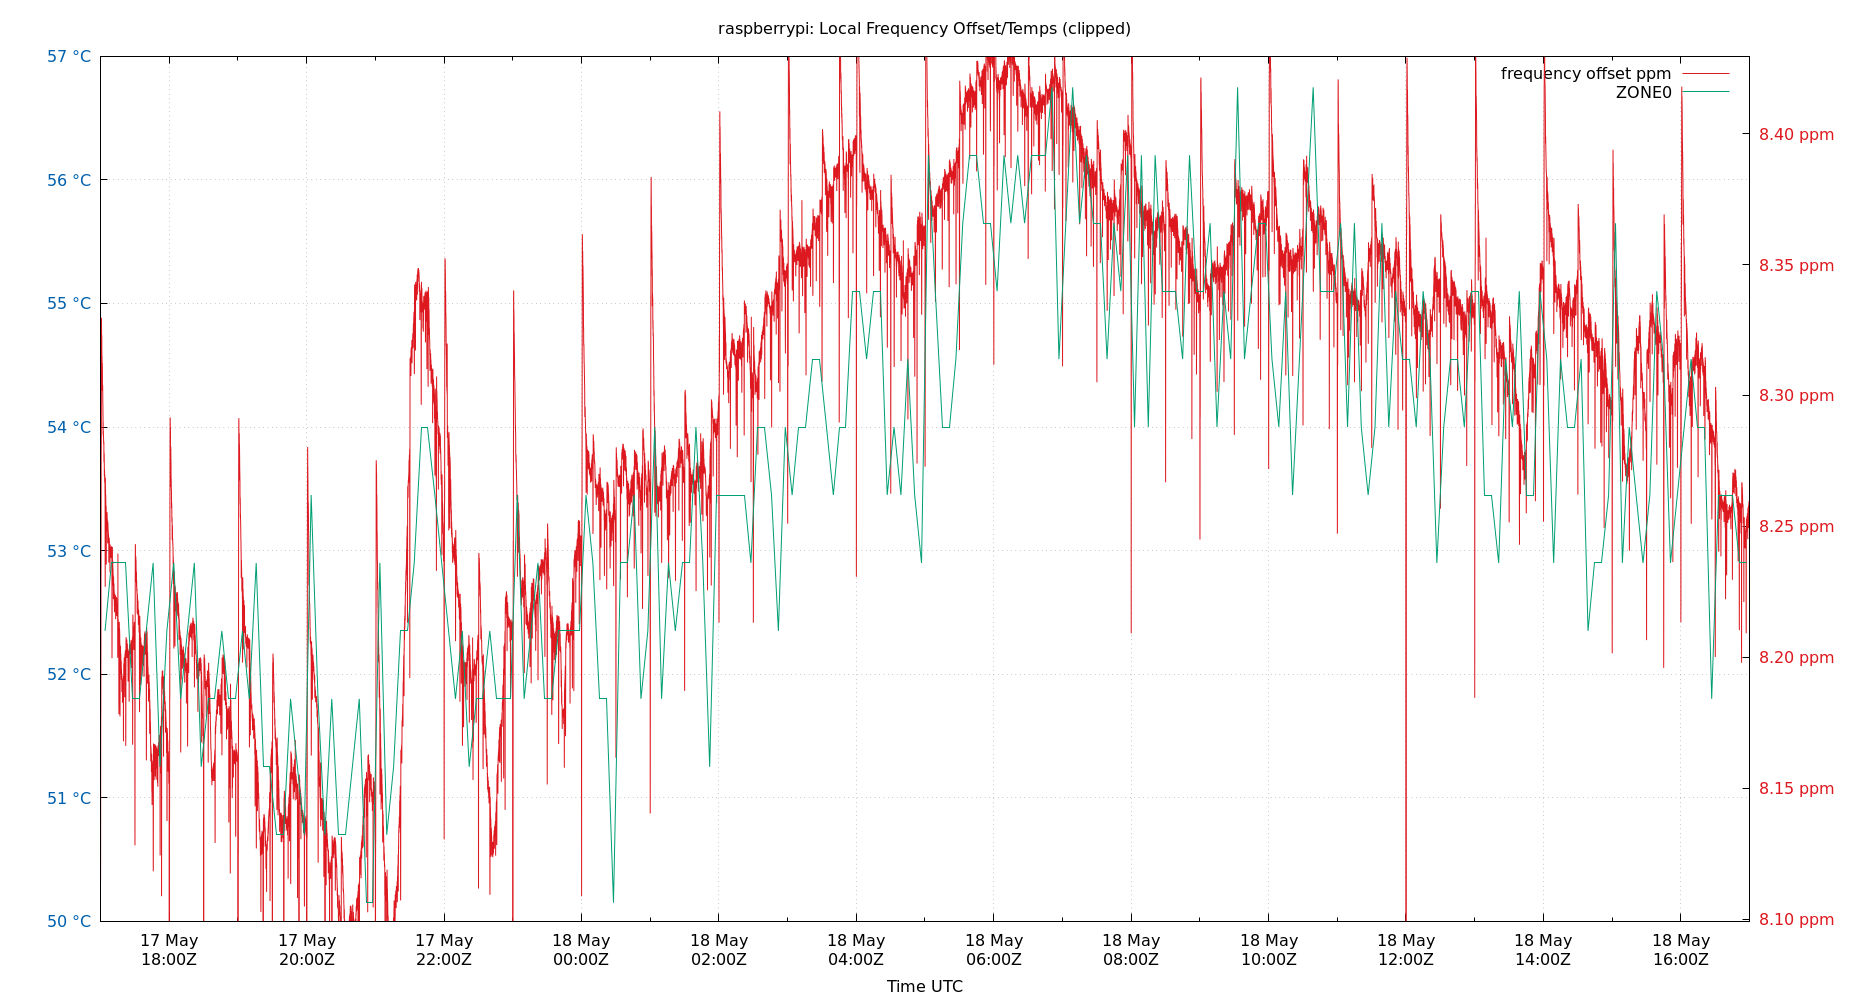 raspberrypi: Local Frequency Offset/Temps (clipped)
frequency offset ppm
ZONE0
57 °C
56 °C
55 °C
54 °C
53 °C
52 °C
51 °C
50 °C
8.40 ppm
8.35 ppm
8.30 ppm
8.25 ppm
8.20 ppm
8.15 ppm
8.10 ppm
17 May 17 May 17 May 18 May 18 May 18 May 18 May 18 May 18 May 18 May 18 May 18 May
18:00Z 20:00Z 22:00Z 00:00Z 02:00Z 04:00Z 06:00Z 08:00Z 10:00Z 12:00Z 14:00Z 16:00Z
Time UTC